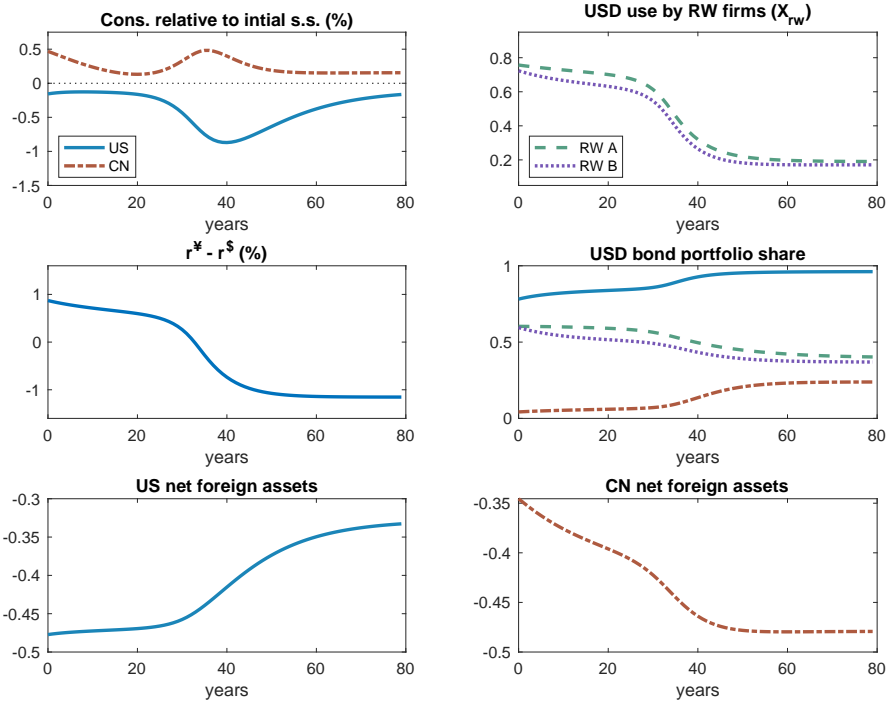 Cons. relative to intial s.s. (%)
0.5
0
-0.5
-1
-1.5
US
CN
0 20 40 60 80
years
USD use by RW firms (X_rw)
0.8
0.6
0.4
0.2
RW A
RW B
0 20 40 60 80
years
r^¥ - r^$ (%)
1
0
-1
0 20 40 60 80
years
USD bond portfolio share
1
0.5
0
0 20 40 60 80
years
US net foreign assets
-0.3
-0.35
-0.4
-0.45
-0.5
0 20 40 60 80
years
CN net foreign assets
-0.35
-0.4
-0.45
-0.5
0 20 40 60 80
years